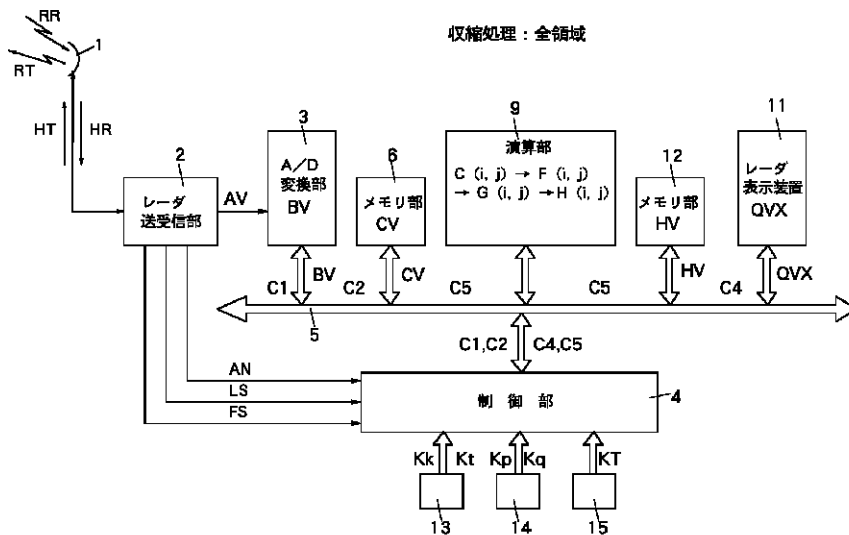 収縮処理：全領域
RR
1
RT
HT
HR
2
レーダ
送受信部
AV
3
A／D
変換部
BV
6
メモリ部
CV
9
演算部
C (i, j) → F (i, j)
→ G (i, j) → H (i, j)
12
メモリ部
HV
11
レーダ
表示装置
QVX
C1
BV
C2
CV
C5
C5
HV
C4
QVX
5
C1,C2
C4,C5
AN
LS
FS
制御部
4
Kk
Kt
Kp
Kq
KT
13
14
15